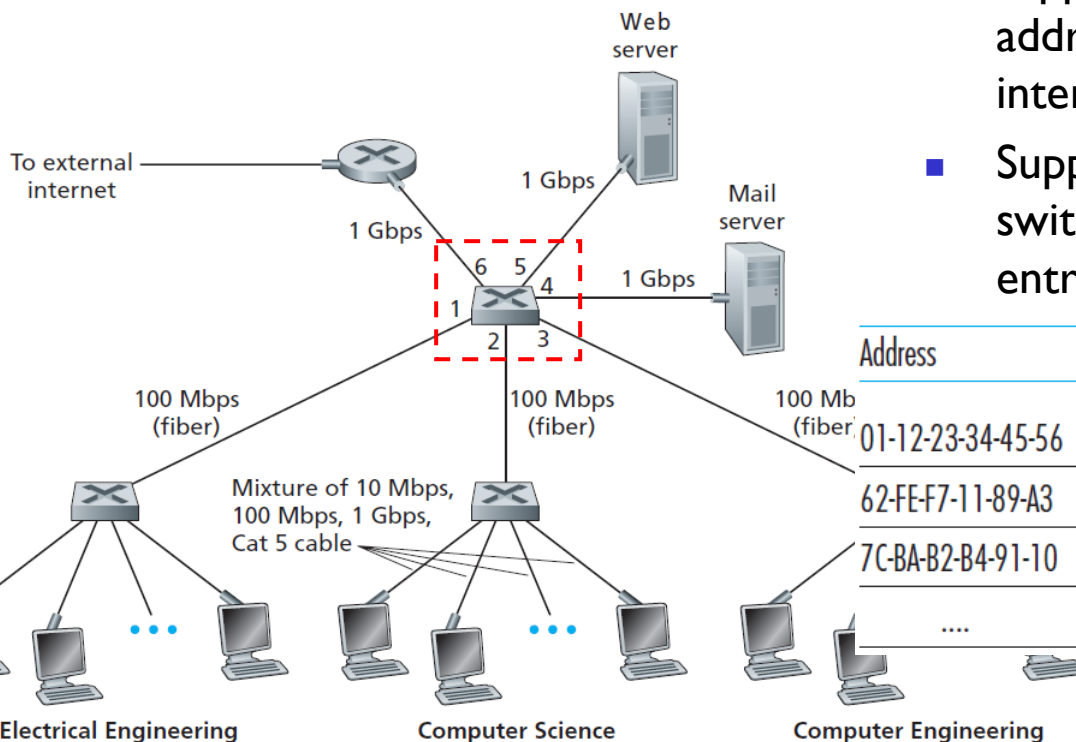 Web
server
addr
inter
Supp
swit
entr
To external
internet
1 Gbps
Mail
server
1 Gbps
1 Gbps
6
5
4
1
2
3
100 Mbps
(fiber)
100 Mbps
(fiber)
100 Mb
(fiber
Address
01-12-23-34-45-56
62-FE-F7-11-89-A3
7C-BA-B2-B4-91-10
....
Mixture of 10 Mbps,
100 Mbps, 1 Gbps,
Cat 5 cable
Electrical Engineering
Computer Science
Computer Engineering